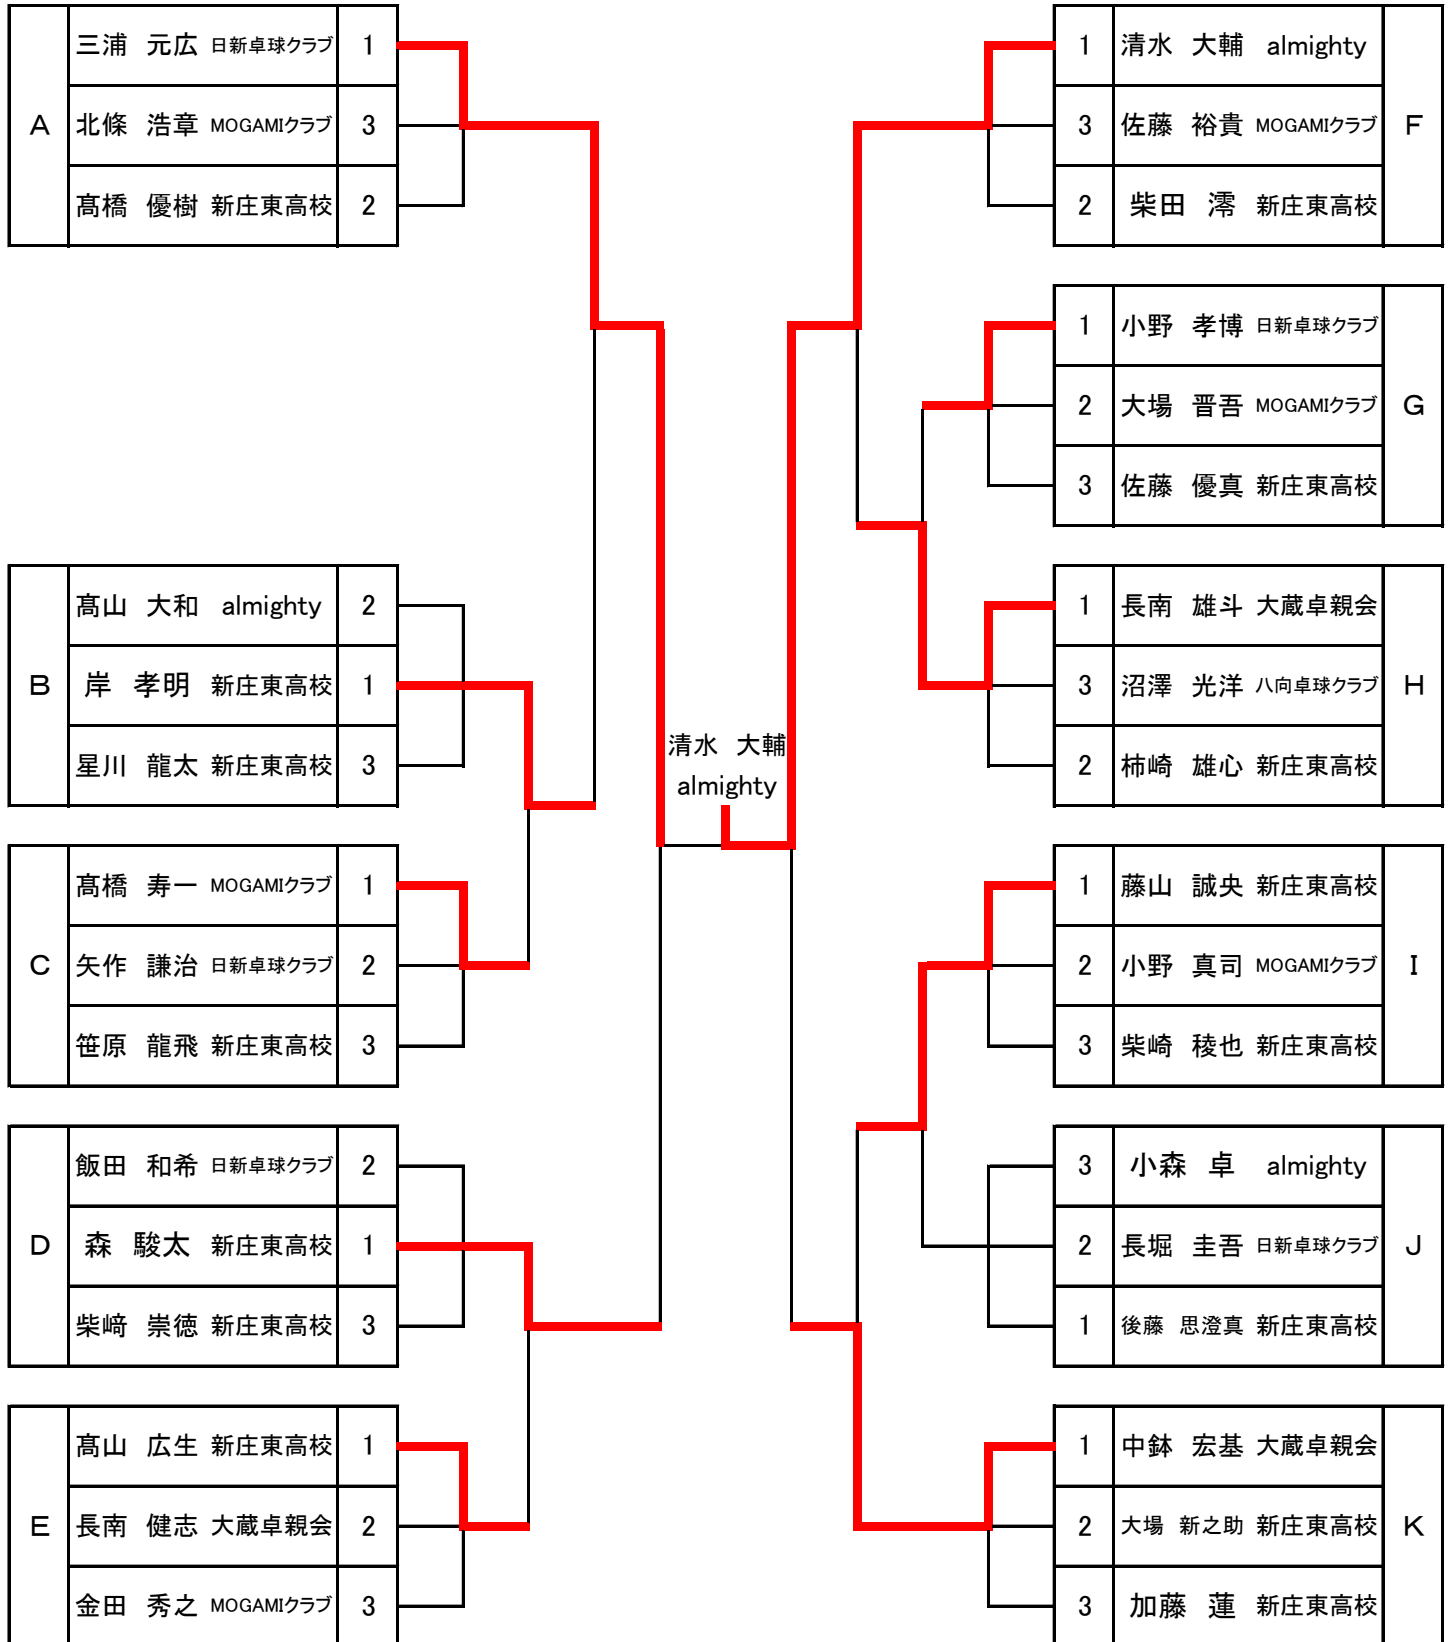 A
三浦 元広 日新卓球クラブ 1
北條 浩章 MOGAMIクラブ 3
髙橋 優樹 新庄東高校 2
B
髙山 大和 almighty 2
岸 孝明 新庄東高校 1
星川 龍太 新庄東高校 3
C
髙橋 寿一 MOGAMIクラブ 1
矢作 謙治 日新卓球クラブ 2
笹原 龍飛 新庄東高校 3
D
飯田 和希 日新卓球クラブ 2
森 駿太 新庄東高校 1
柴﨑 崇徳 新庄東高校 3
E
髙山 広生 新庄東高校 1
長南 健志 大蔵卓親会 2
金田 秀之 MOGAMIクラブ 3
清水 大輔
almighty
F
1 清水 大輔 almighty
3 佐藤 裕貴 MOGAMIクラブ
2 柴田 澪 新庄東高校
G
1 小野 孝博 日新卓球クラブ
2 大場 晋吾 MOGAMIクラブ
3 佐藤 優真 新庄東高校
H
1 長南 雄斗 大蔵卓親会
3 沼澤 光洋 八向卓球クラブ
2 柿崎 雄心 新庄東高校
I
1 藤山 誠央 新庄東高校
2 小野 真司 MOGAMIクラブ
3 柴崎 稜也 新庄東高校
J
3 小森 卓 almighty
2 長堀 圭吾 日新卓球クラブ
1 後藤 思澄真 新庄東高校
K
1 中鉢 宏基 大蔵卓親会
2 大場 新之助 新庄東高校
3 加藤 蓮 新庄東高校